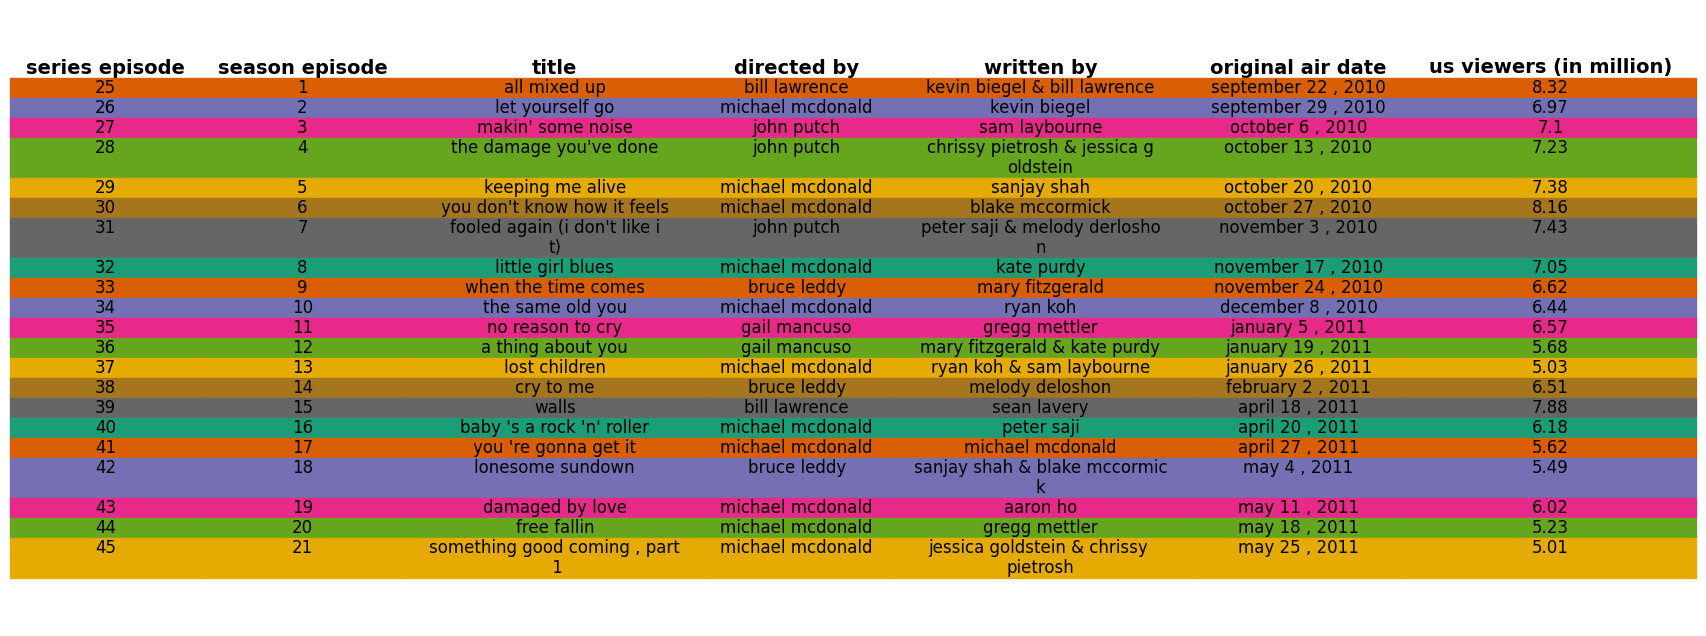 series episode season episode title directed by written by original air date us viewers (in million)
25 1 all mixed up bill lawrence kevin biegel & bill lawrence september 22 , 2010 8.32
26 2 let yourself go michael mcdonald kevin biegel september 29 , 2010 6.97
27 3 makin' some noise john putch sam laybourne october 6 , 2010 7.1
28 4 the damage you've done john putch chrissy pietrosh & jessica g october 13 , 2010 7.23
oldstein
29 5 keeping me alive michael mcdonald sanjay shah october 20 , 2010 7.38
30 6 you don't know how it feels michael mcdonald blake mccormick october 27 , 2010 8.16
31 7 fooled again (i don't like i john putch peter saji & melody derlosho november 3 , 2010 7.43
t) n
32 8 little girl blues michael mcdonald kate purdy november 17 , 2010 7.05
33 9 when the time comes bruce leddy mary fitzgerald november 24 , 2010 6.62
34 10 the same old you michael mcdonald ryan koh december 8 , 2010 6.44
35 11 no reason to cry gail mancuso gregg mettler january 5 , 2011 6.57
36 12 a thing about you gail mancuso mary fitzgerald & kate purdy january 19 , 2011 5.68
37 13 lost children michael mcdonald ryan koh & sam laybourne january 26 , 2011 5.03
38 14 cry to me bruce leddy melody deloshon february 2 , 2011 6.51
39 15 walls bill lawrence sean lavery april 18 , 2011 7.88
40 16 baby 's a rock 'n' roller michael mcdonald peter saji april 20 , 2011 6.18
41 17 you 're gonna get it michael mcdonald michael mcdonald april 27 , 2011 5.62
42 18 lonesome sundown bruce leddy sanjay shah & blake mccormic may 4 , 2011 5.49
k
43 19 damaged by love michael mcdonald aaron ho may 11 , 2011 6.02
44 20 free fallin michael mcdonald gregg mettler may 18 , 2011 5.23
45 21 something good coming , part michael mcdonald jessica goldstein & chrissy may 25 , 2011 5.01
1 pietrosh